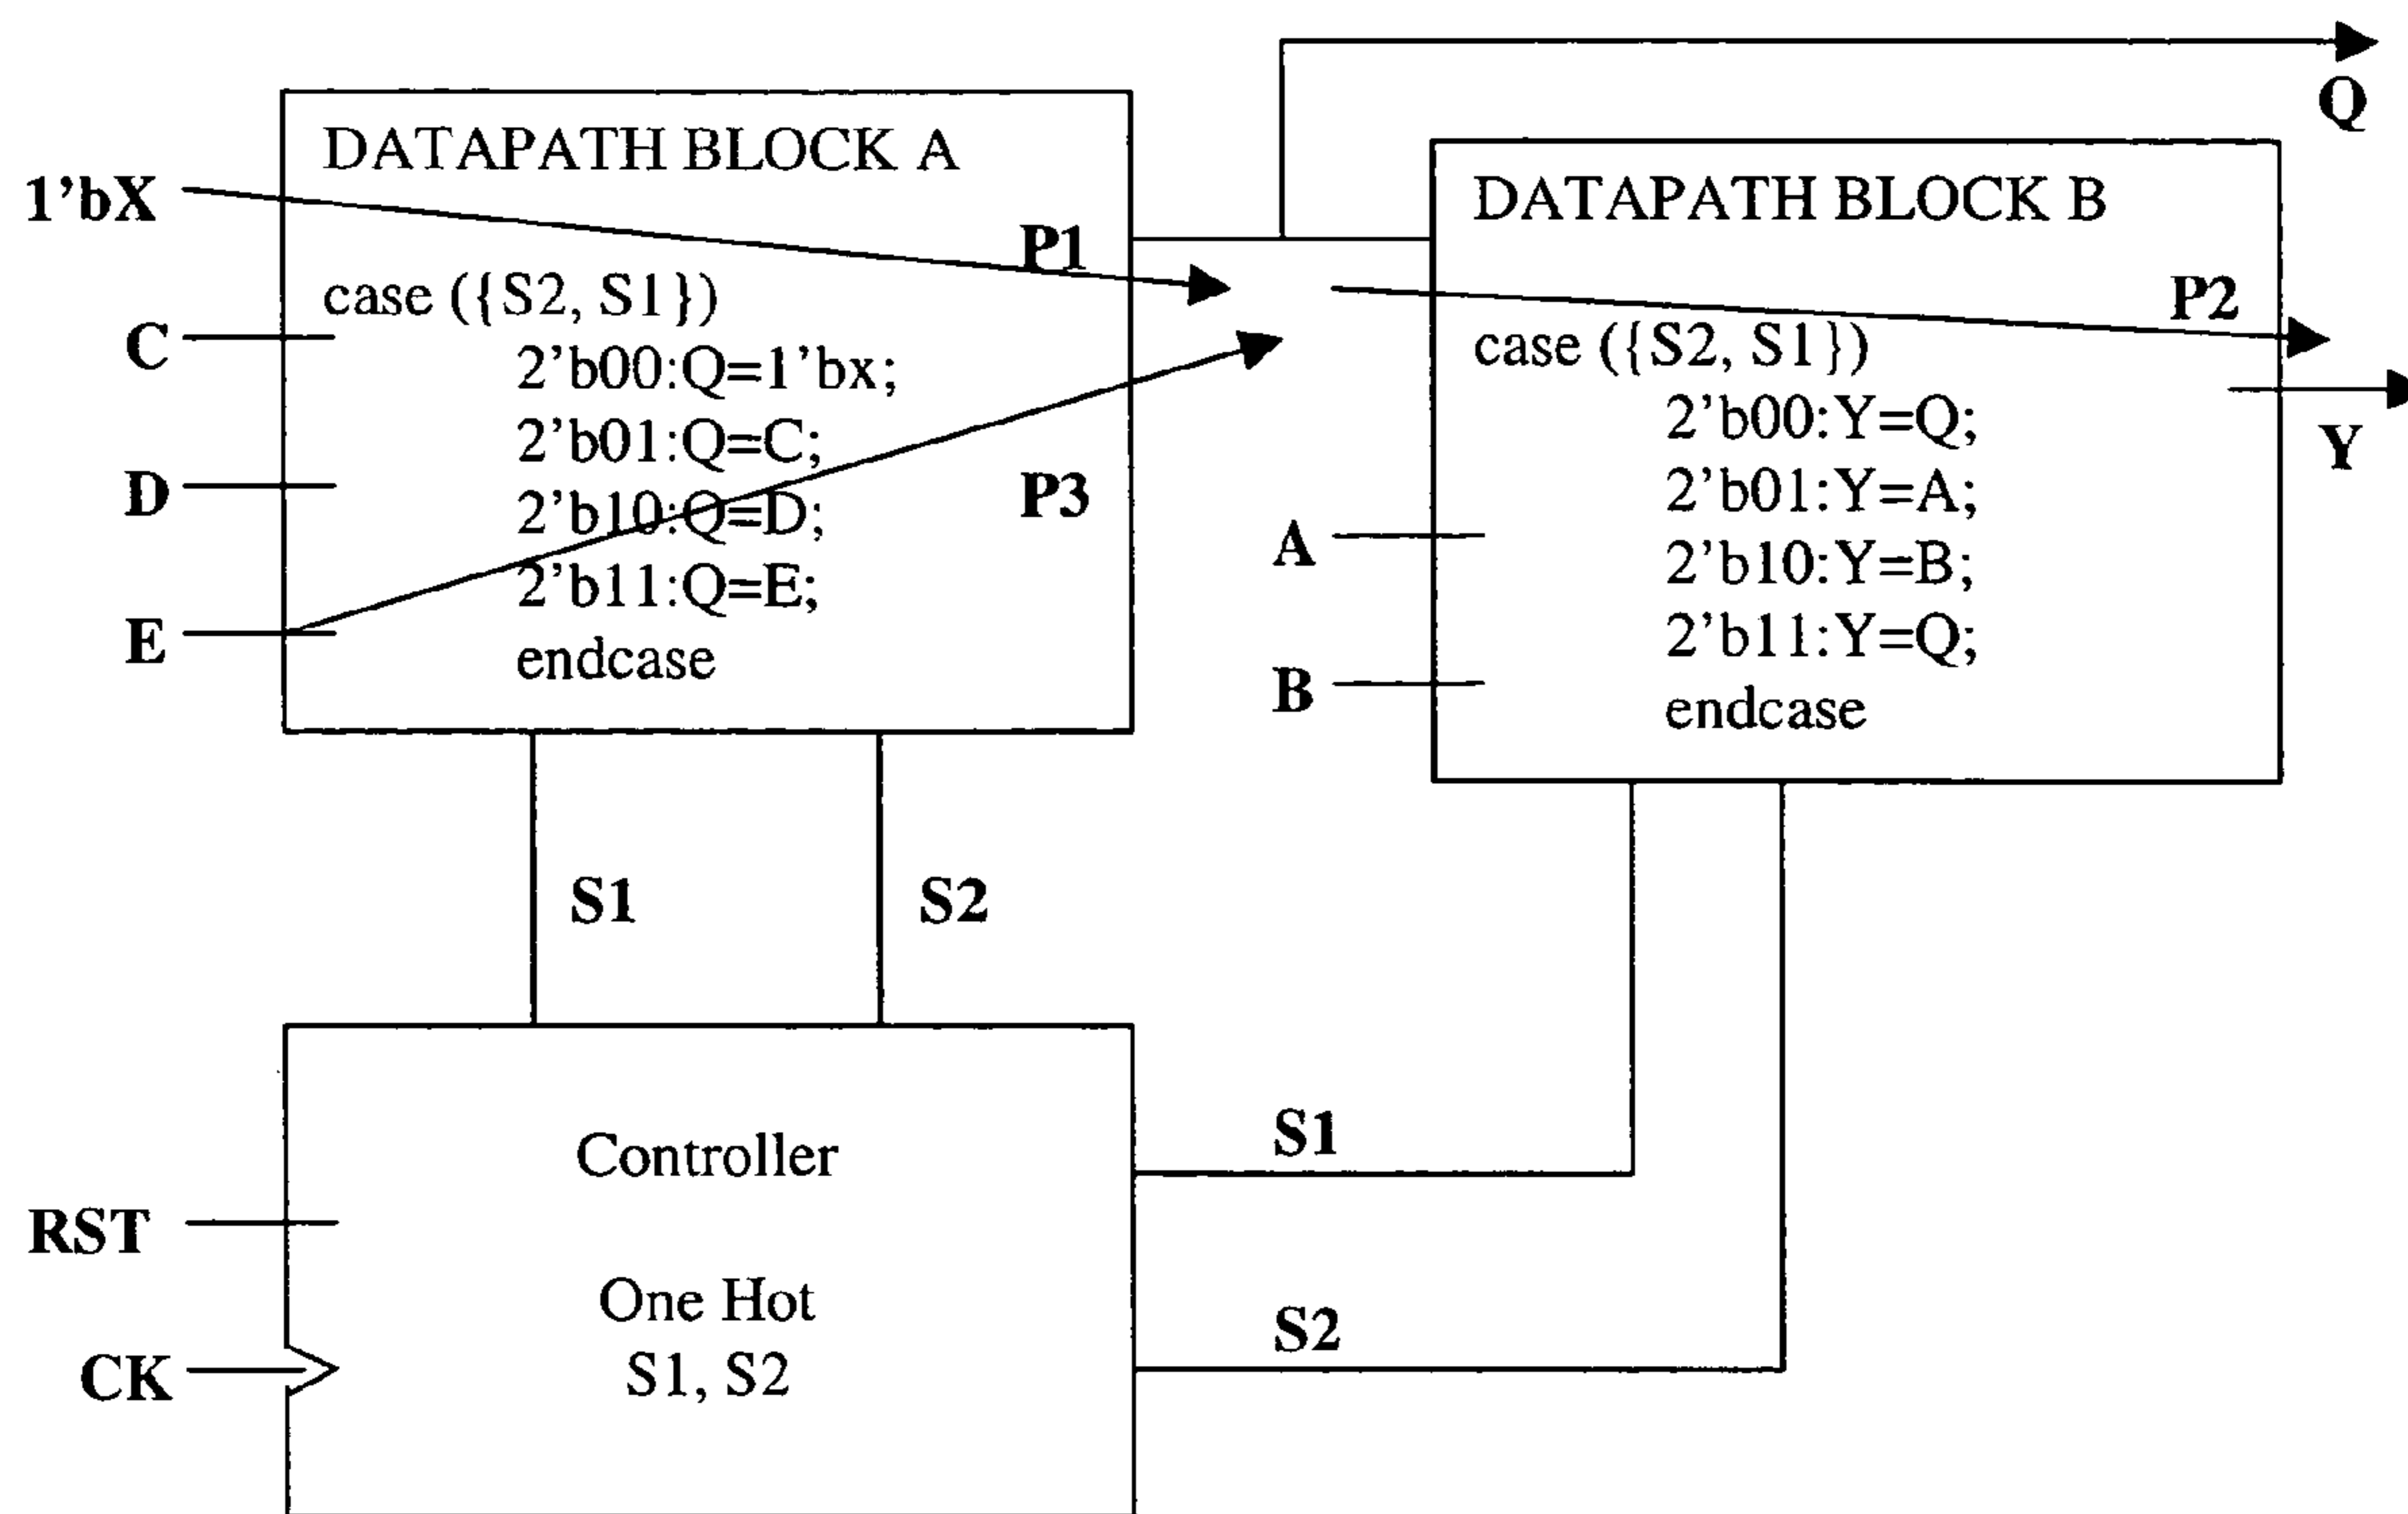 Q
DATAPATH BLOCK A
1’bX
P1
case ({S2, S1})
C
2’b00:Q=1’bx;
2’b01:Q=C;
D
2’b10:Q=D;
P3
2’b11:Q=E;
E
endcase
DATAPATH BLOCK B
P2
case ({S2, S1})
2’b00:Y=Q;
Y
2’b01:Y=A;
A
2’b10:Y=B;
2’b11:Y=Q;
B
endcase
S1
S2
Controller
S1
RST
One Hot
S2
CK
S1, S2